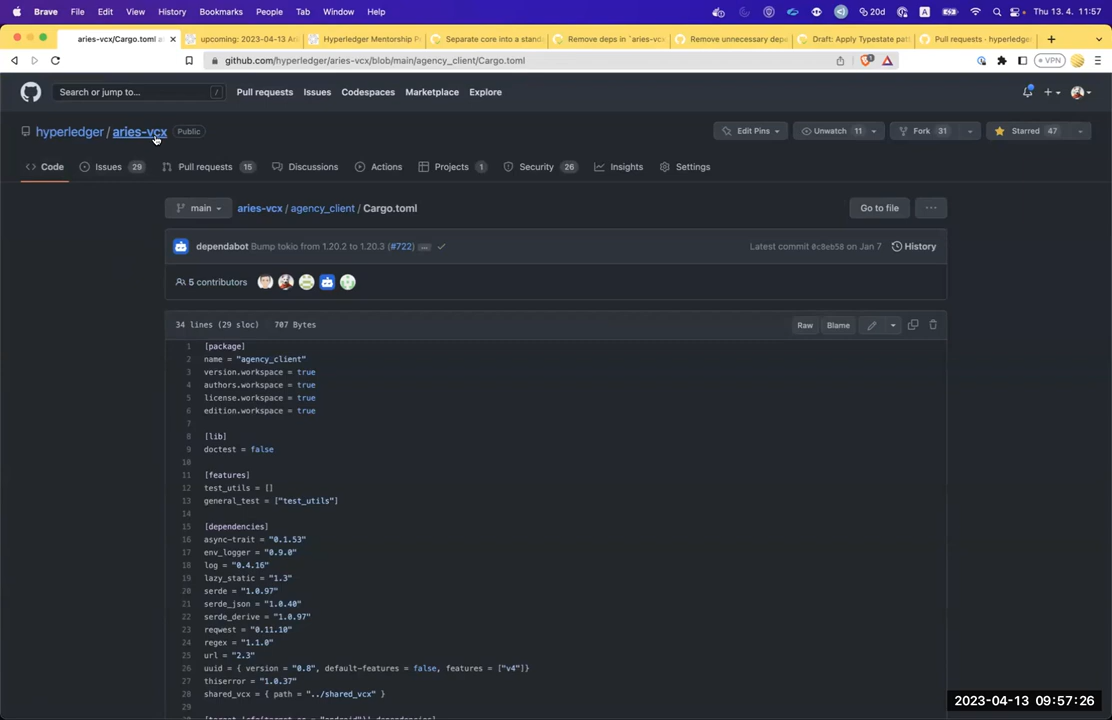 Brave File Edit View History Bookmarks People Tab Window Help 20d A Thu 13. 4. 11:57
aries-vcx/Cargo.toml a
upcoming: 2023-04-13 Ari
Hyperledger Mentorship P
Separate core into a standa
Remove deps in `aries-vc
Remove unnecessary depe
Draft: Apply Typestate patt
Pull requests · hyperledger
github.com/hyperledger/aries-vcx/blob/main/agency_client/Cargo.toml
VPN
Search or jump to... /
Pull requests Issues Codespaces Marketplace Explore
hyperledger / aries-vcx Public
Edit Pins Unwatch 11 Fork 31 Starred 47
Code Issues 29 Pull requests 15 Discussions Actions Projects 1 Security 26 Insights Settings
main aries-vcx / agency_client / Cargo.toml Go to file ...
dependabot Bump tokio from 1.20.2 to 1.20.3 (#722) ... Latest commit 0c8eb58 on Jan 7 History
5 contributors
34 lines (29 sloc) 707 Bytes Raw Blame
1 [package]
2 name = "agency_client"
3 version.workspace = true
4 authors.workspace = true
5 license.workspace = true
6 edition.workspace = true
7
8 [lib]
9 doctest = false
10
11 [features]
12 test_utils = []
13 general_test = ["test_utils"]
14
15 [dependencies]
16 async-trait = "0.1.53"
17 env_logger = "0.9.0"
18 log = "0.4.16"
19 lazy_static = "1.3"
20 serde = "1.0.97"
21 serde_json = "1.0.40"
22 serde_derive = "1.0.97"
23 reqwest = "0.11.10"
24 regex = "1.1.0"
25 url = "2.3"
26 uuid = { version = "0.8", default-features = false, features = ["v4"]}
27 thiserror = "1.0.37"
28 shared_vcx = { path = "../shared_vcx" }
2023-04-13 09:57:26